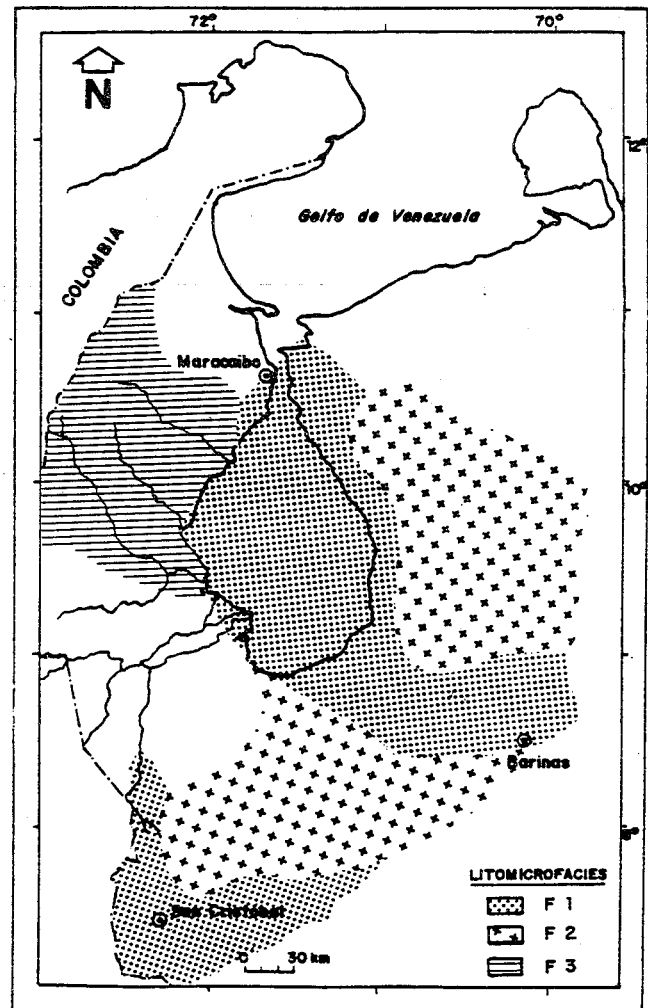 72°
70°
N
12°
Golfo de Venezuela
COLOMBIA
Maracaibo
10°
Barinas
8°
LITOMICROFACIES
F 1
San Cristobal
F 2
0 30 km
F 3